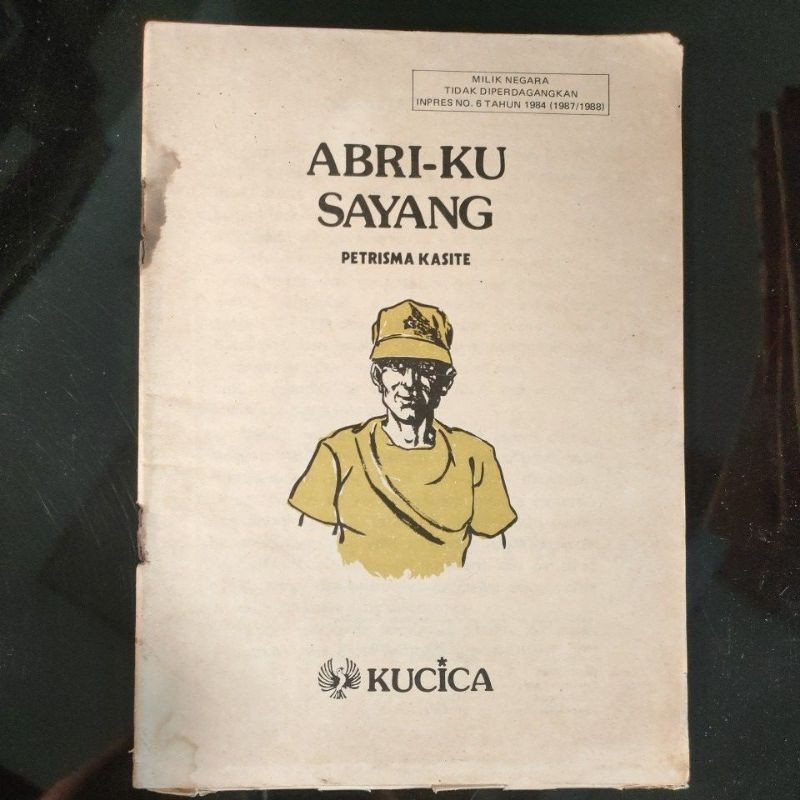 MILIK NEGARA
TIDAK DIPERDAGANGKAN
INPRES NO. 6 TAHUN 1984 (1987/1988)
ABRI-KU
SAYANG
PETRISMA KASITE
KUCICA